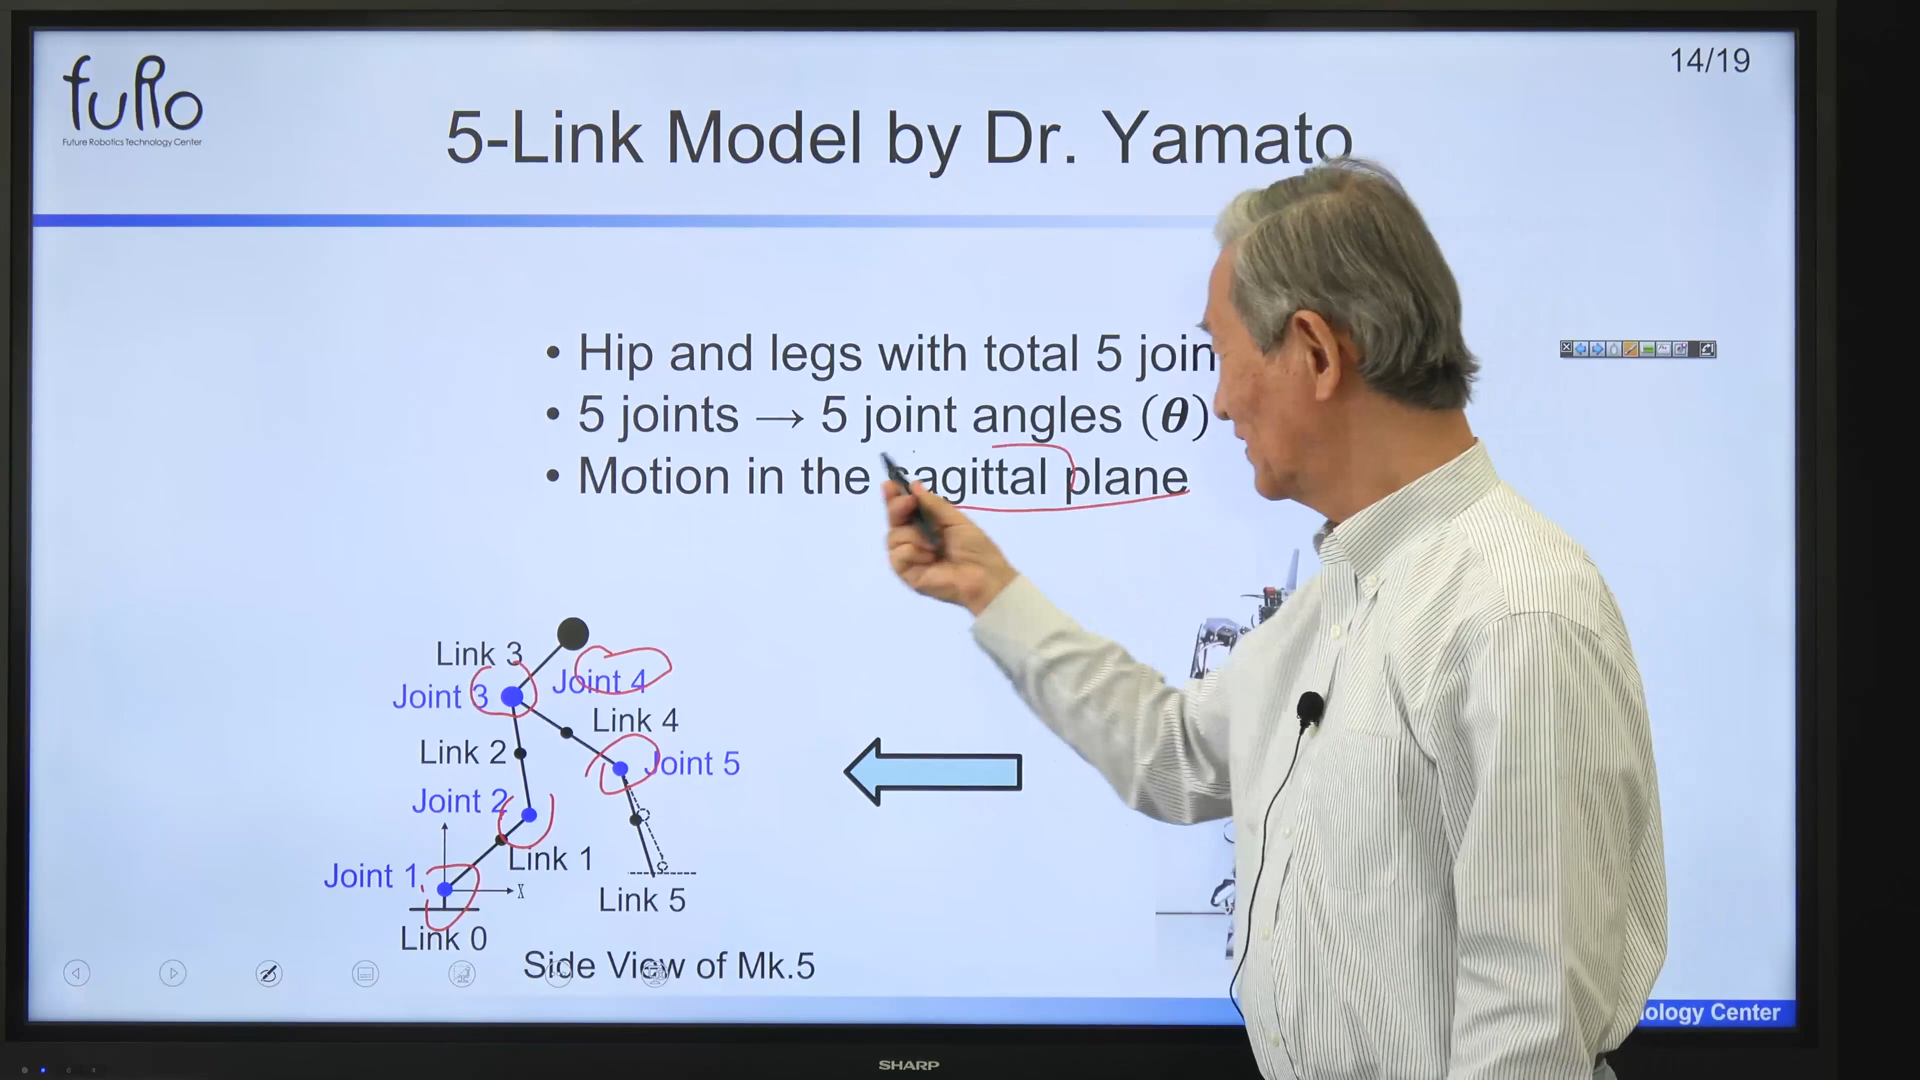 fuRo
Future Robotics Technology Center
14/19
5-Link Model by Dr. Yamato
• Hip and legs with total 5 join
• 5 joints → 5 joint angles (θ)
• Motion in the sagittal plane
Link 3
Joint 3
Joint 4
Link 4
Link 2
Joint 5
Joint 2
Link 1
Joint 1
X
Link 5
Link 0
Side View of Mk.5
ology Center
SHARP